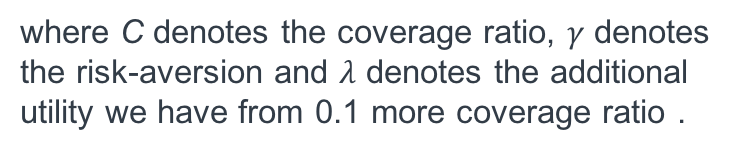 where C denotes the coverage ratio, γ denotes
the risk-aversion and λ denotes the additional
utility we have from 0.1 more coverage ratio .